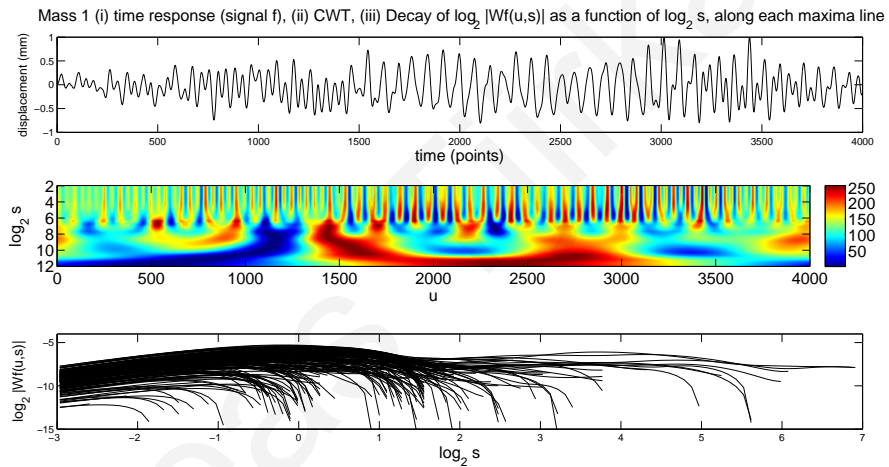 Mass 1 (i) time response (signal f), (ii) CWT, (iii) Decay of log2 |Wf(u,s)| as a function of log2 s, along each maxima line
displacement (mm)
1
0.5
0
−0.5
−1
0 500 1000 1500 2000 2500 3000 3500 4000
time (points)
log2 s
2
4
6
8
10
12
0 500 1000 1500 2000 2500 3000 3500 4000
u
250
200
150
100
50
log2 |Wf(u,s)|
−5
−10
−15
−3 −2 −1 0 1 2 3 4 5 6 7
log2 s